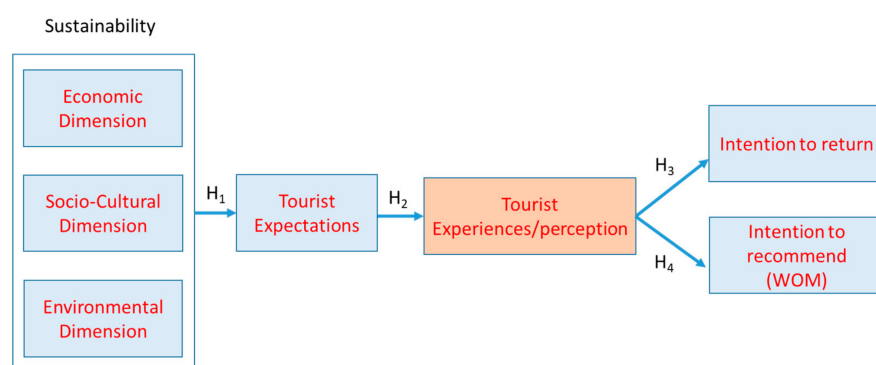 Sustainability
Economic
Dimension
Socio-Cultural
Dimension
Environmental
Dimension
H₁
Tourist
Expectations
H₂
Tourist
Experiences/perception
H₃
Intention to return
H₄
Intention to
recommend
(WOM)